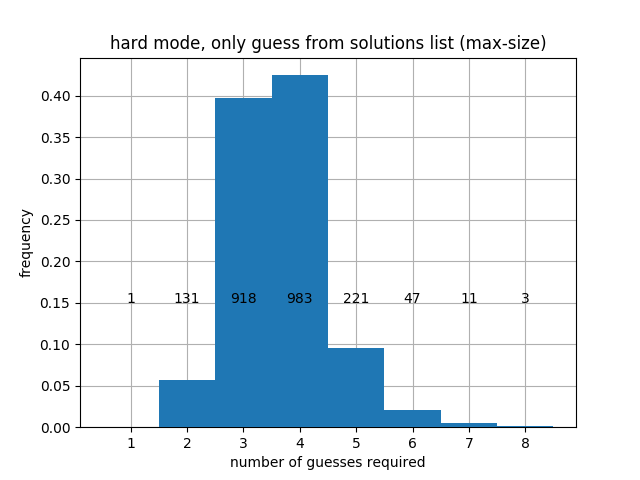 hard mode, only guess from solutions list (max-size)
frequency
0.40
0.35
0.30
0.25
0.20
0.15
0.10
0.05
0.00
1 131 918 983 221 47 11 3
1 2 3 4 5 6 7 8
number of guesses required